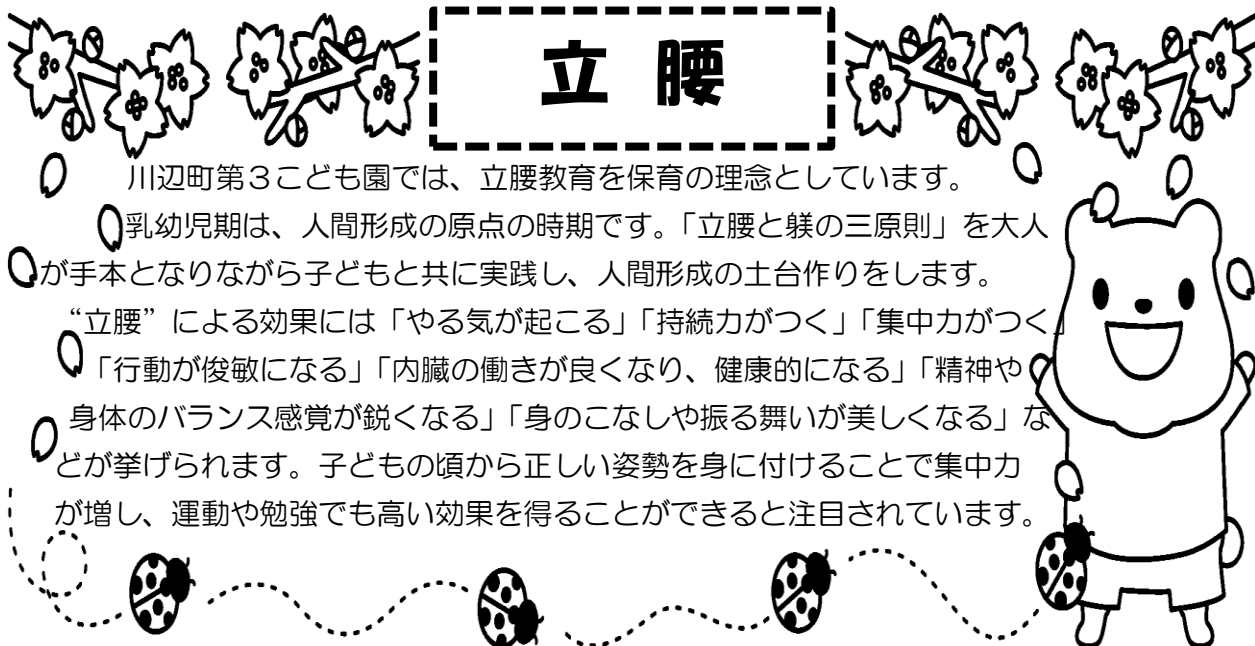 立 腰
川辺町第３こども園では、立腰教育を保育の理念としています。
乳幼児期は、人間形成の原点の時期です。「立腰と躾の三原則」を大人
が手本となりながら子どもと共に実践し、人間形成の土台作りをします。
“立腰”による効果には「やる気が起こる」「持続力がつく」「集中力がつく」
「行動が俊敏になる」「内臓の働きが良くなり、健康的になる」「精神や
身体のバランス感覚が鋭くなる」「身のこなしや振る舞いが美しくなる」な
どが挙げられます。子どもの頃から正しい姿勢を身に付けることで集中力
が増し、運動や勉強でも高い効果を得ることができると注目されています。